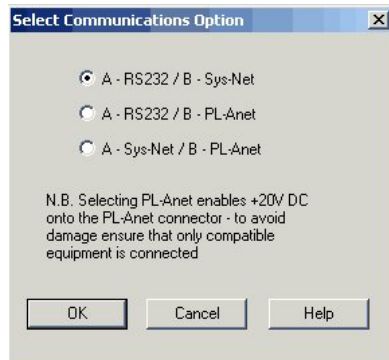 Select Communications Option
A - RS232 / B - Sys-Net
A - RS232 / B - PL-Anet
A - Sys-Net / B - PL-Anet
N.B. Selecting PL-Anet enables +20V DC
onto the PL-Anet connector - to avoid
damage ensure that only compatible
equipment is connected
OK Cancel Help